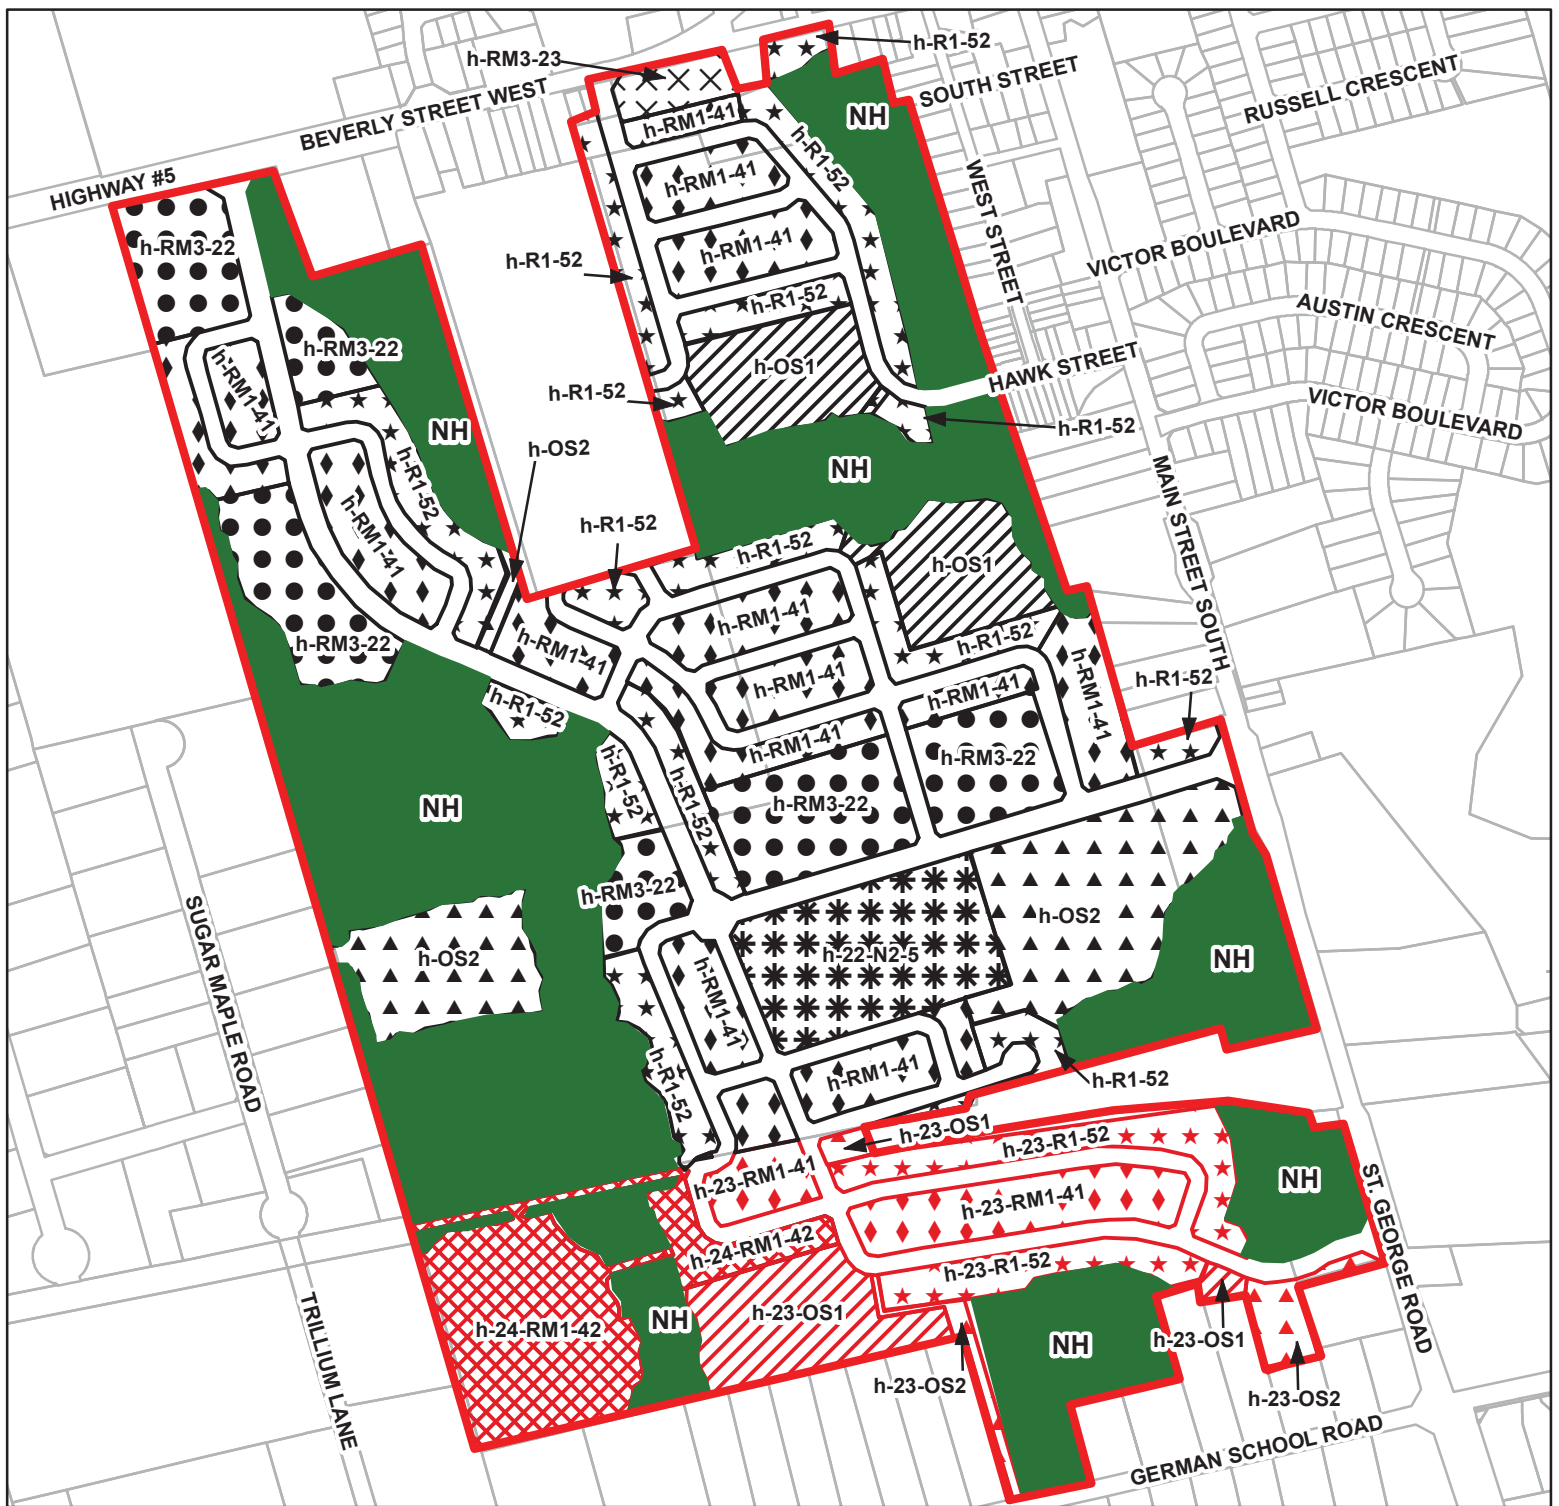 h-R1-52
h-RM3-23
SOUTH STREET
RUSSELL CRESCENT
BEVERLY STREET WEST
NH
h-RM1-41
h-R1-52
HIGHWAY #5
h-RM1-41
WEST STREET
h-RM3-22
h-R1-52
h-RM1-41
VICTOR BOULEVARD
h-R1-52
AUSTIN CRESCENT
h-RM3-22
h-RM1-41
h-OS1
HAWK STREET
h-R1-52
VICTOR BOULEVARD
NH
h-R1-52
h-OS2
NH
h-R1-52
MAIN STREET SOUTH
h-RM1-41
h-R1-52
h-R1-52
h-OS1
h-RM1-41
h-RM3-22
h-RM1-41
h-R1-52
h-RM1-41
h-RM1-41
h-RM1-41
h-R1-52
h-R1-52
h-RM1-41
h-R1-52
h-R1-52
h-RM3-22
NH
h-RM3-22
h-RM3-22
h-OS2
SUGAR MAPLE ROAD
h-OS2
h-22-N2-5
NH
h-RM1-41
h-R1-52
h-RM1-41
h-R1-52
h-23-OS1
h-23-R1-52
h-23-RM1-41
NH
h-23-RM1-41
ST. GEORGE ROAD
h-24-RM1-42
h-23-R1-52
TRILLIUM LANE
h-24-RM1-42
NH
h-23-OS1
NH
h-23-OS1
h-23-OS2
h-23-OS2
GERMAN SCHOOL ROAD